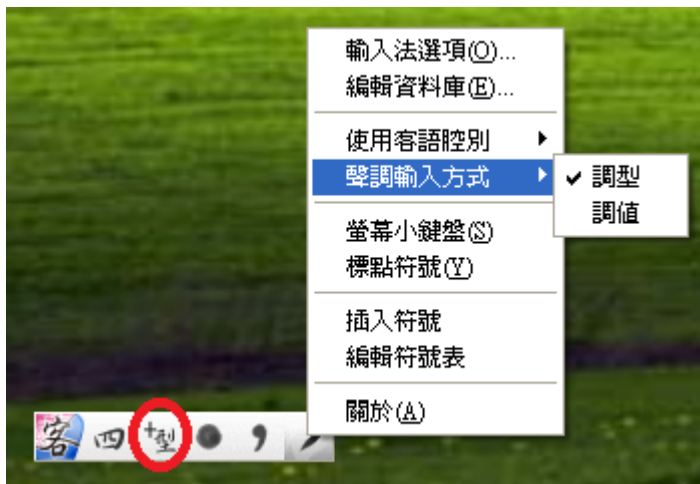 輸入法選項(O)...
編輯資料庫(E)...
使用客語腔別
聲調輸入方式
調型
調值
螢幕小鍵盤(S)
標點符號(Y)
插入符號
編輯符號表
關於(A)
客 四 +型 ，